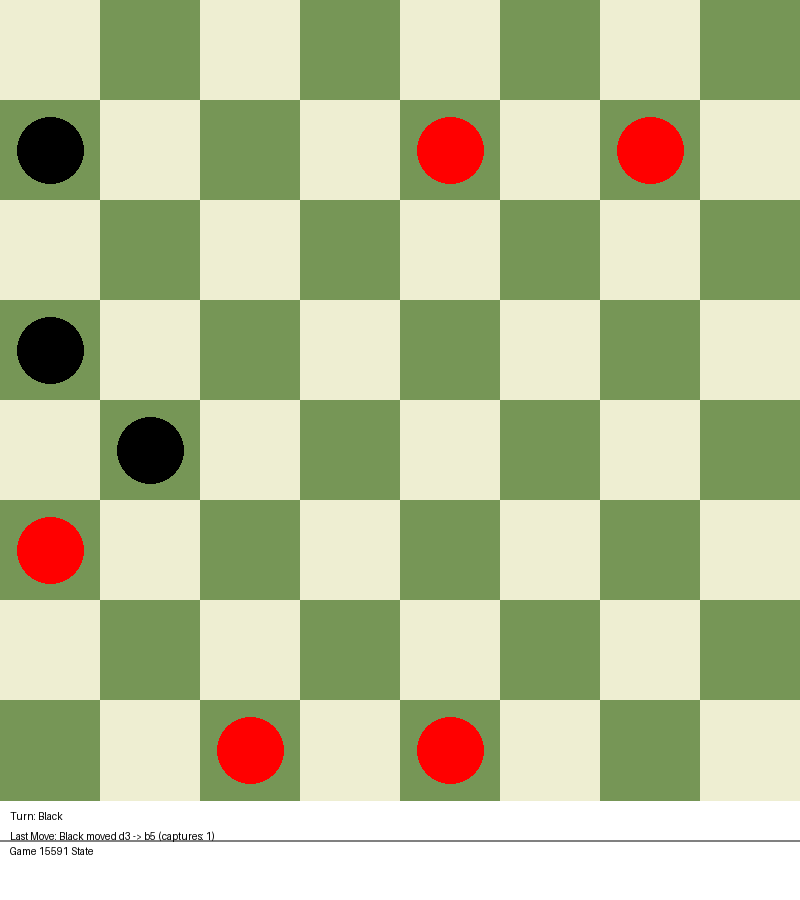 Turn: Black
Last Move: Black moved d3 -> b5 (captures: 1)
Game 15591 State